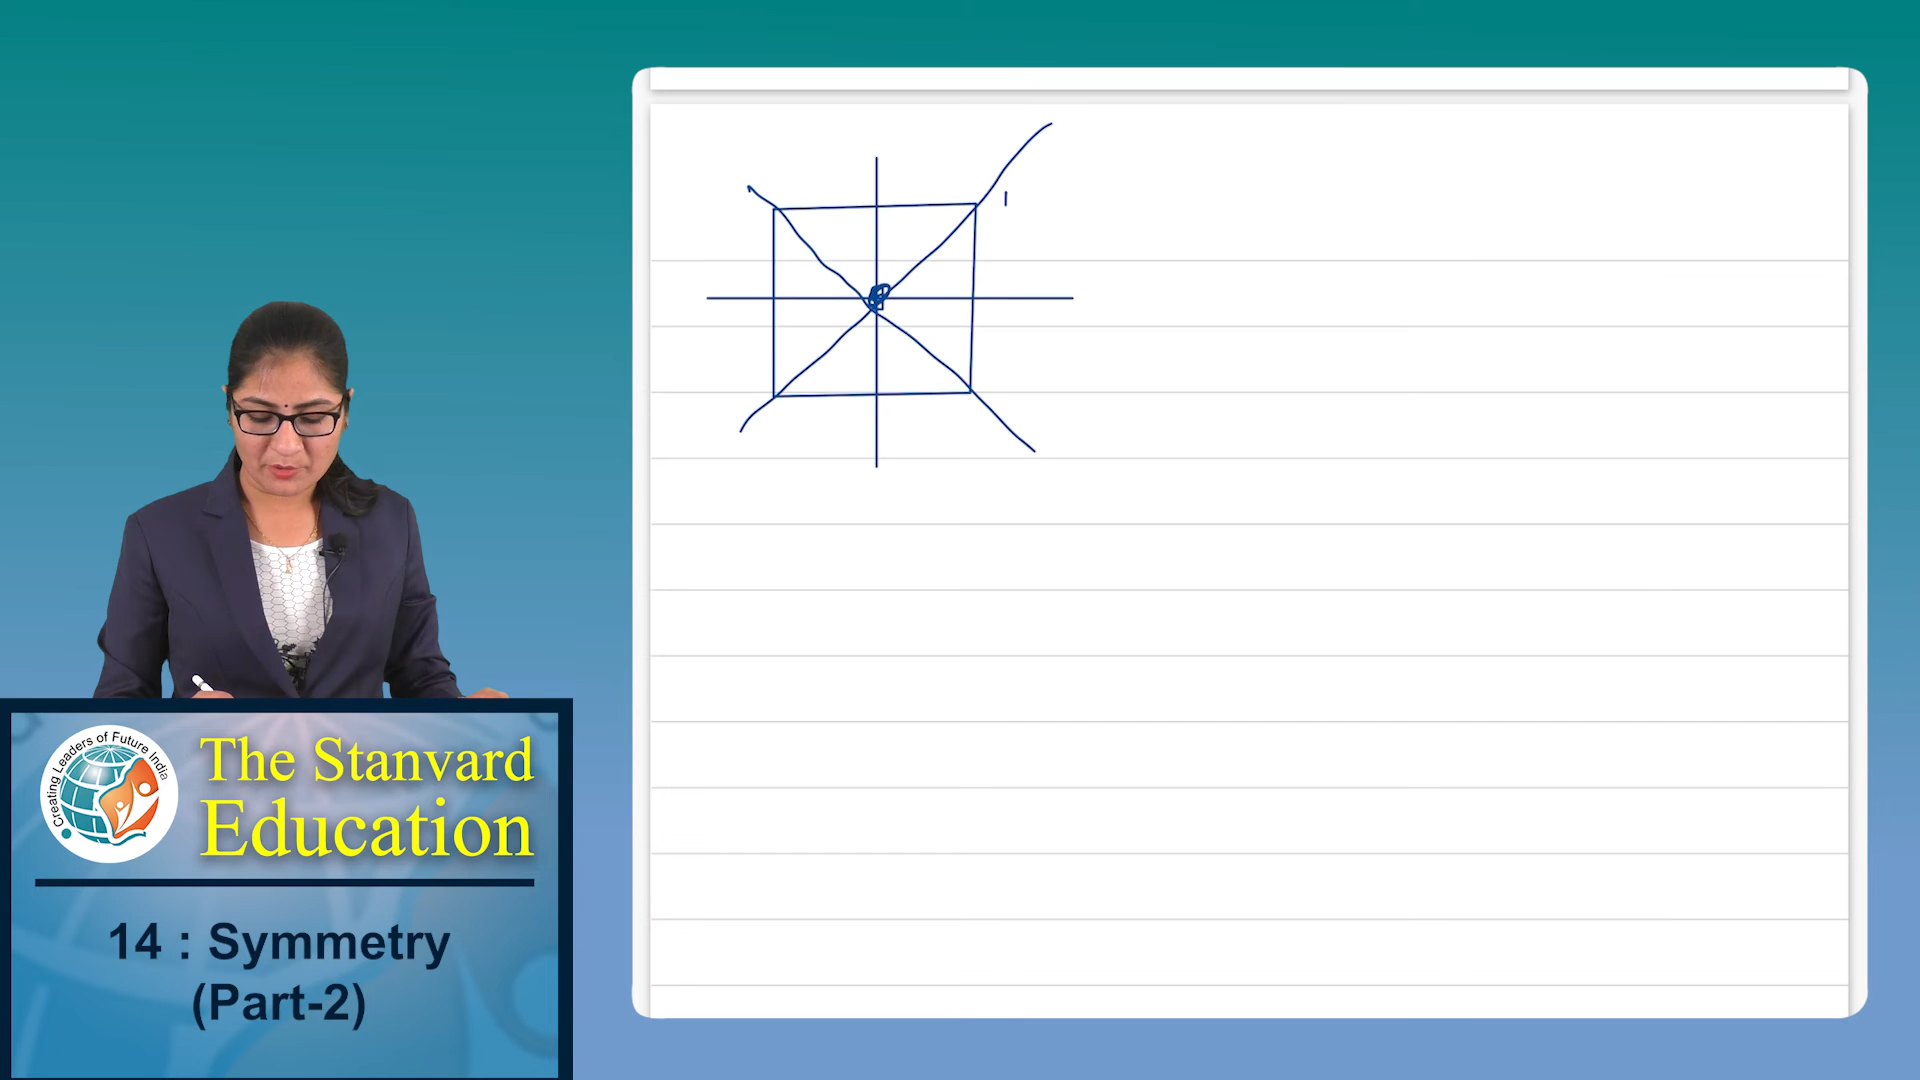 Creating Leaders of Future India
The Stanvard
Education
14 : Symmetry
(Part-2)